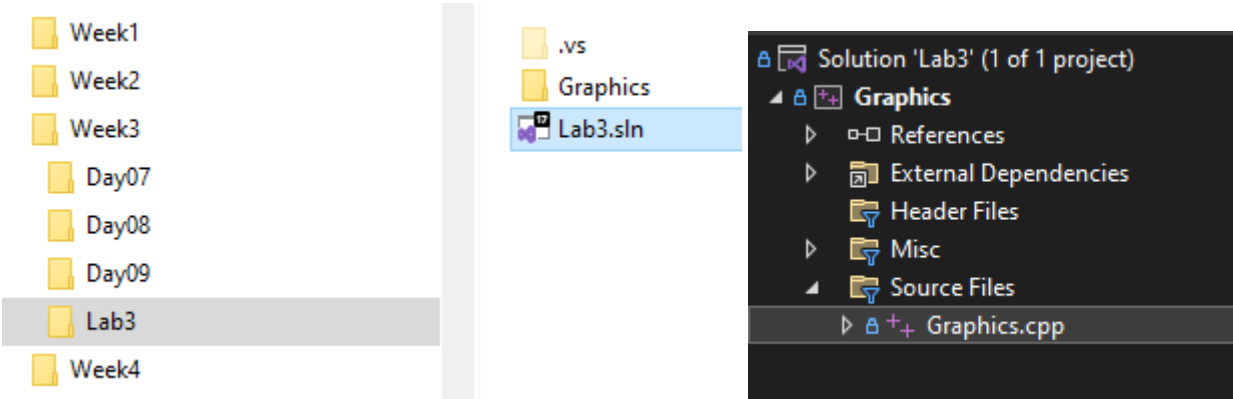 Week1
Week2
Week3
Day07
Day08
Day09
Lab3
Week4
.vs
Graphics
17
Lab3.sln
Solution 'Lab3' (1 of 1 project)
++ Graphics
References
External Dependencies
Header Files
Misc
Source Files
++ Graphics.cpp